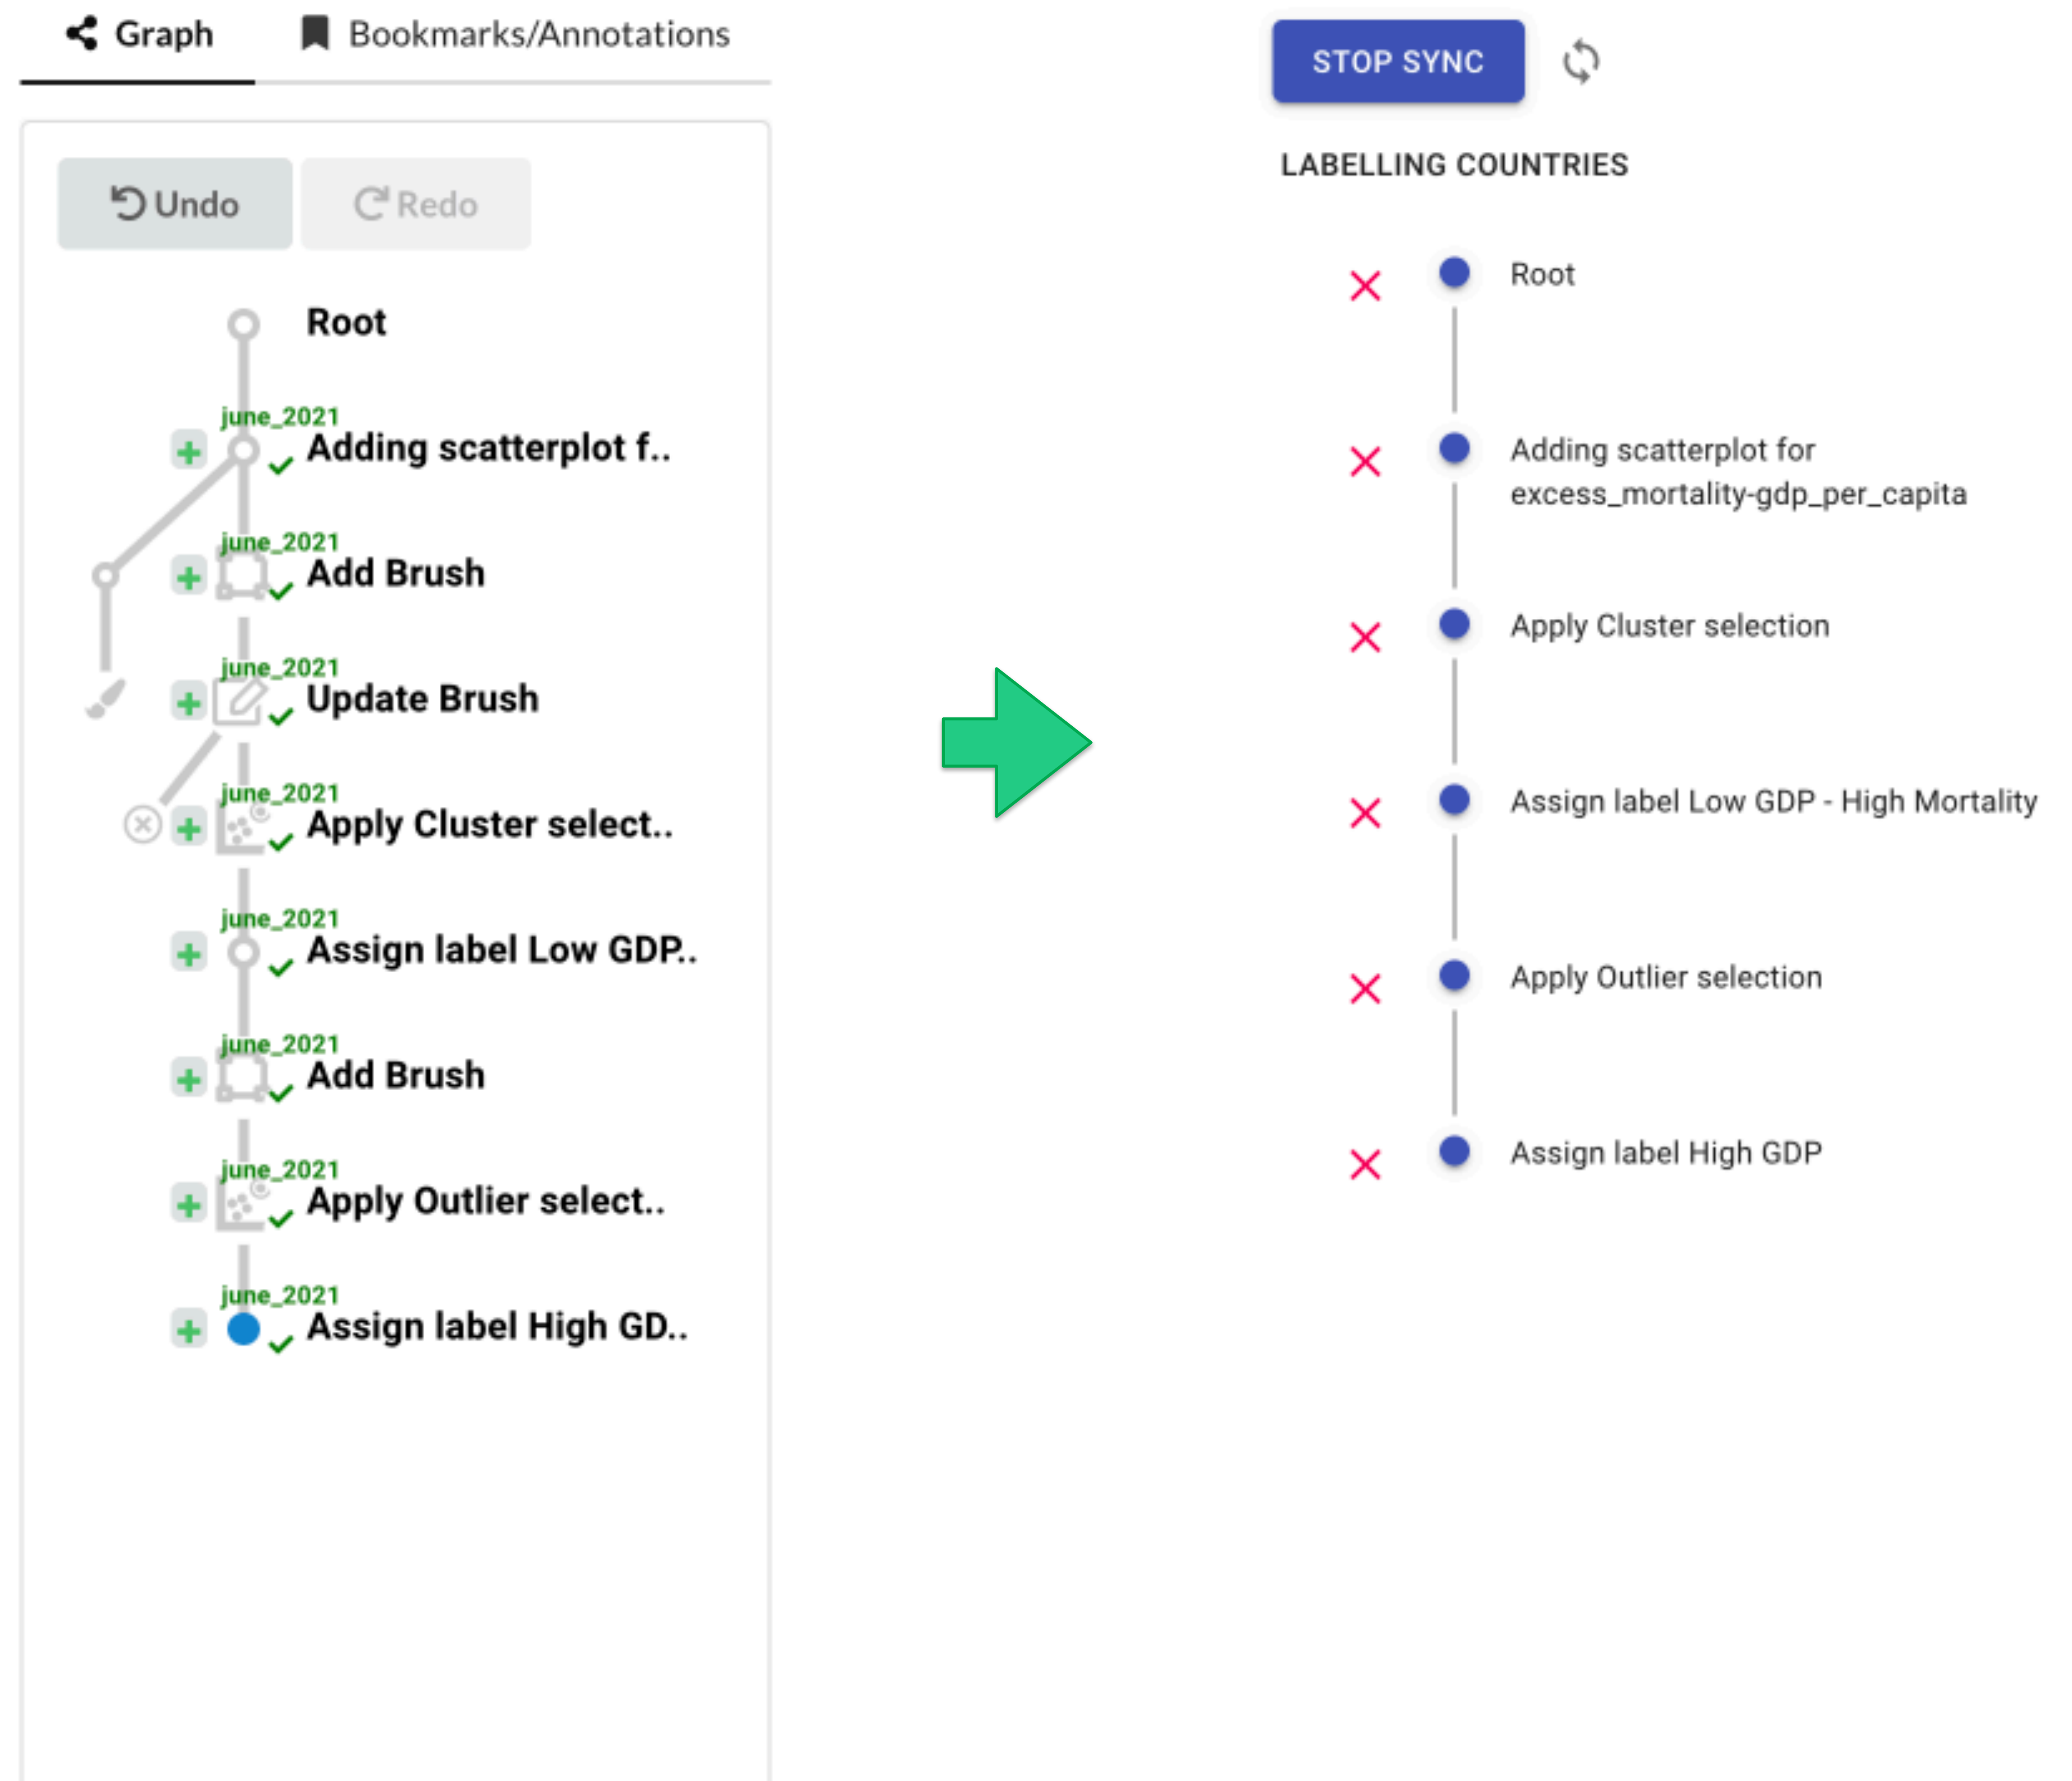 Graph
Bookmarks/Annotations
Undo
Redo
Root
june_2021
Adding scatterplot f..
june_2021
Add Brush
june_2021
Update Brush
june_2021
Apply Cluster select..
june_2021
Assign label Low GDP..
june_2021
Add Brush
june_2021
Apply Outlier select..
june_2021
Assign label High GD..
STOP SYNC
LABELLING COUNTRIES
Root
Adding scatterplot for
excess_mortality-gdp_per_capita
Apply Cluster selection
Assign label Low GDP - High Mortality
Apply Outlier selection
Assign label High GDP